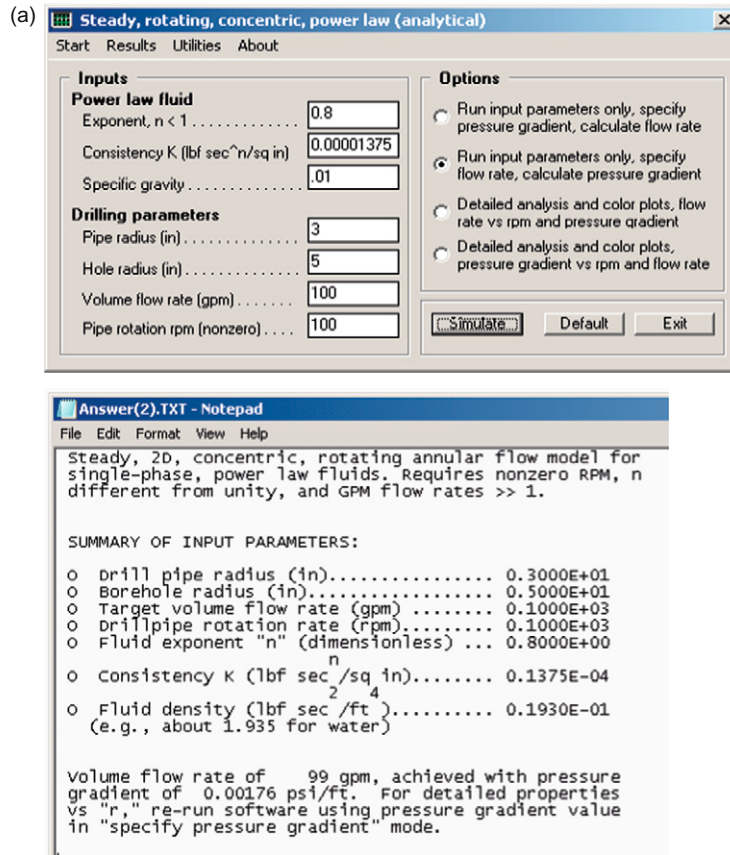 (a)
Steady, rotating, concentric, power law (analytical)
Start Results Utilities About
Inputs
Power law fluid
Exponent, n < 1 . . . . . . . . . . . . . 0.8
Consistency K (lbf sec^n/sq in) 0.00001375
Specific gravity . . . . . . . . . . . . . . .01
Drilling parameters
Pipe radius (in) . . . . . . . . . . . . . . 3
Hole radius (in) . . . . . . . . . . . . . . 5
Volume flow rate (gpm) . . . . . . . 100
Pipe rotation rpm (nonzero) . . . . 100
Options
Run input parameters only, specify
pressure gradient, calculate flow rate
Run input parameters only, specify
flow rate, calculate pressure gradient
Detailed analysis and color plots, flow
rate vs rpm and pressure gradient
Detailed analysis and color plots,
pressure gradient vs rpm and flow rate
Simulate Default Exit
Answer(2).TXT - Notepad
File Edit Format View Help
Steady, 2D, concentric, rotating annular flow model for
single-phase, power law fluids. Requires nonzero RPM, n
different from unity, and GPM flow rates >> 1.
SUMMARY OF INPUT PARAMETERS:
O Drill pipe radius (in)................ 0.3000E+01
O Borehole radius (in).................. 0.5000E+01
O Target volume flow rate (gpm) ........ 0.1000E+03
O Drillpipe rotation rate (rpm)......... 0.1000E+03
O Fluid exponent "n" (dimensionless) ... 0.8000E+00
n
O Consistency K (lbf sec /sq in)........ 0.1375E-04
2 4
O Fluid density (lbf sec /ft ).......... 0.1930E-01
(e.g., about 1.935 for water)
Volume flow rate of 99 gpm, achieved with pressure
gradient of 0.00176 psi/ft. For detailed properties
vs "r," re-run software using pressure gradient value
in "specify pressure gradient" mode.